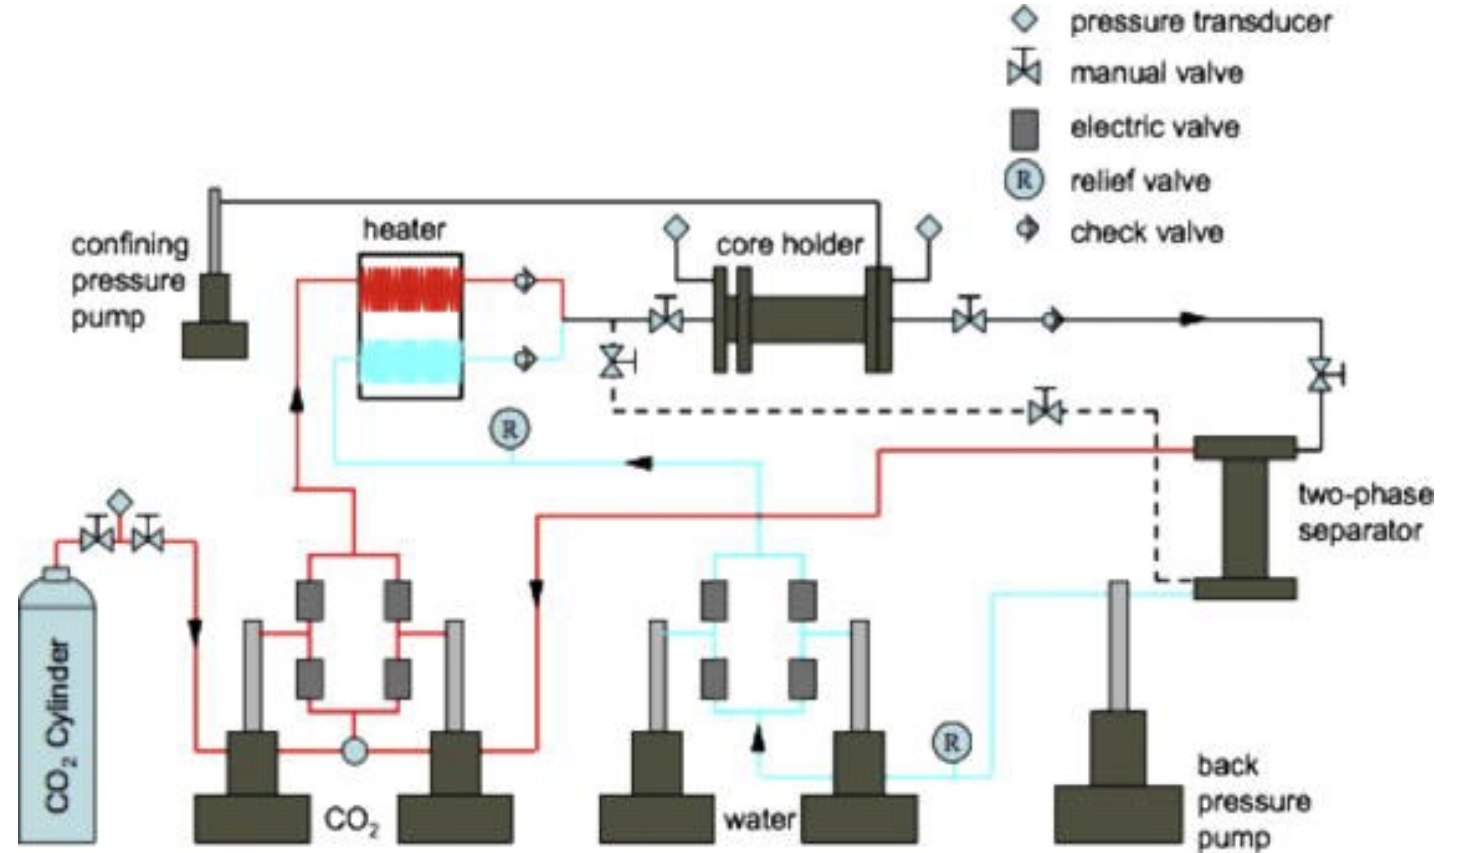 pressure transducer
manual valve
electric valve
R
relief valve
check valve
confining
pressure
pump
heater
core holder
R
two-phase
separator
CO₂ Cylinder
CO₂
water
R
back
pressure
pump